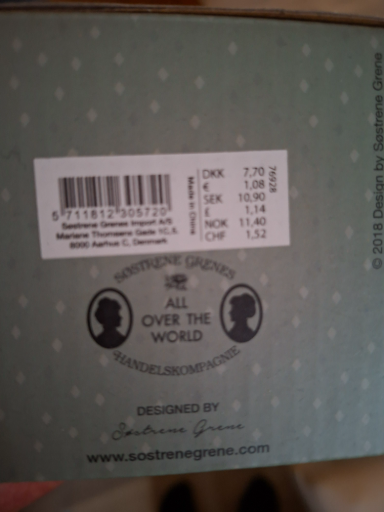 5 711812 305720
Søstrene Grenes Import A/S
Mariane Thomsens Gade 1C, 5.
8000 Aarhus C, Denmark
Made in China
DKK 7,70
€ 1,08
SEK 10,90
£ 1,14
NOK 11,40
CHF 1,52
76928
SØSTRENE GRENES
ALL
OVER THE
WORLD
HANDELSKOMPAGNIE
DESIGNED BY
Søstrene Grene
www.sostrenegrene.com
© 2018 Design by Søstrene Grene